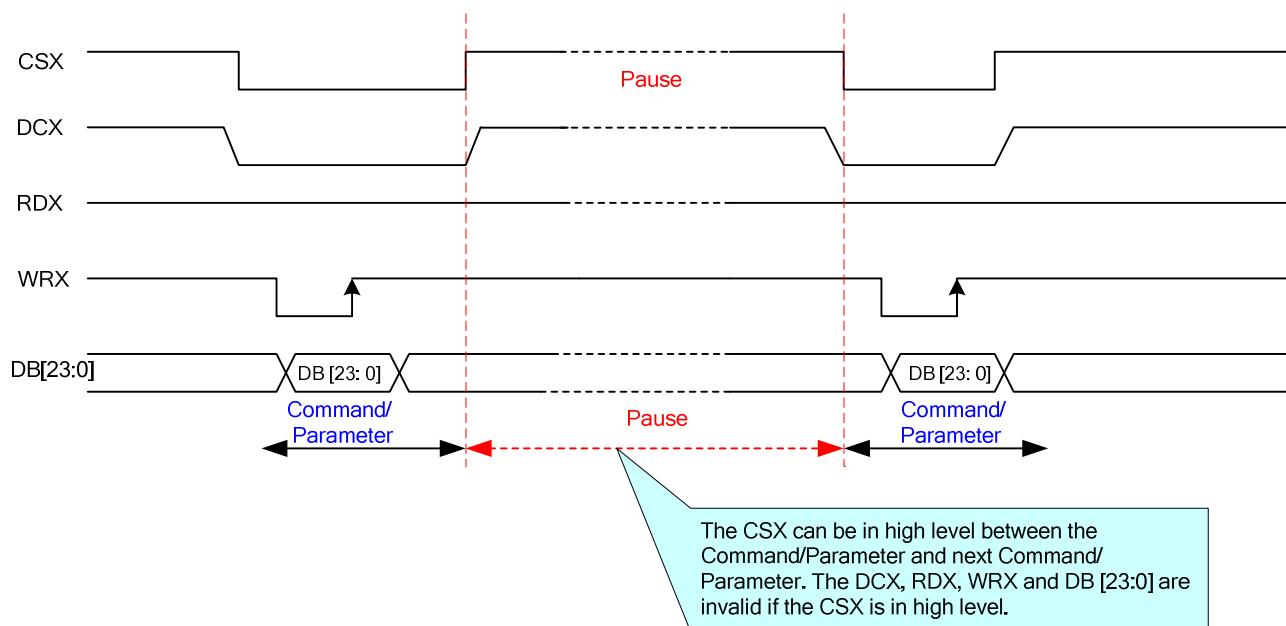 CSX
Pause
DCX
RDX
WRX
DB[23:0]
DB [23: 0]
DB [23: 0]
Command/
Parameter
Pause
Command/
Parameter
The CSX can be in high level between the
Command/Parameter and next Command/
Parameter. The DCX, RDX, WRX and DB [23:0] are
invalid if the CSX is in high level.